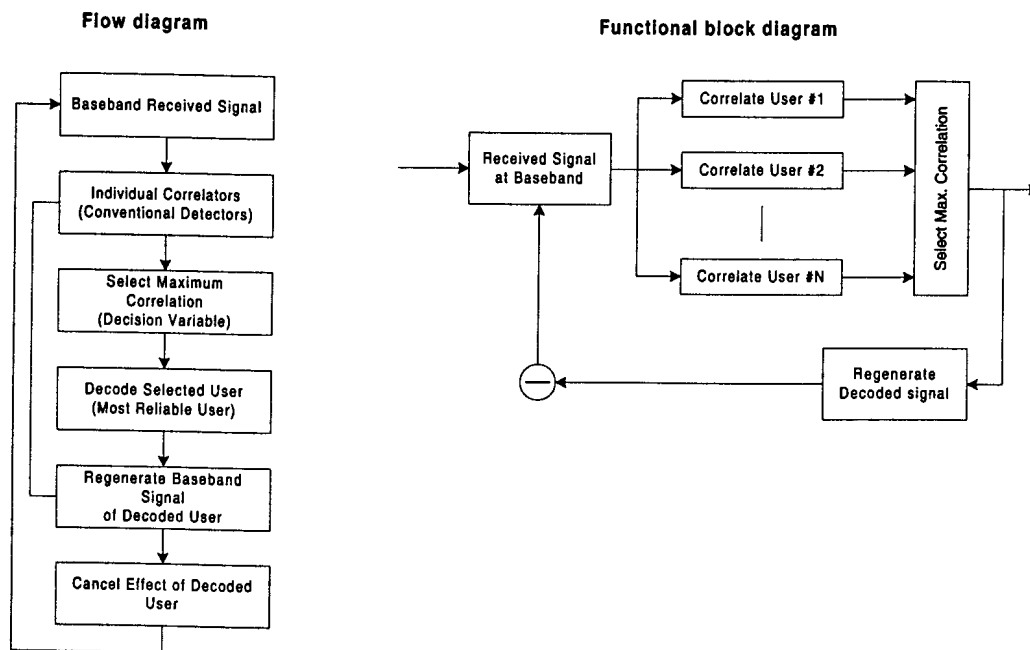 Flow diagram
Baseband Received Signal
Individual Correlators
(Conventional Detectors)
Select Maximum
Correlation
(Decision Variable)
Decode Selected User
(Most Reliable User)
Regenerate Baseband
Signal
of Decoded User
Cancel Effect of Decoded
User
Functional block diagram
Received Signal
at Baseband
Correlate User #1
Correlate User #2
Correlate User #N
Select Max. Correlation
Regenerate
Decoded signal